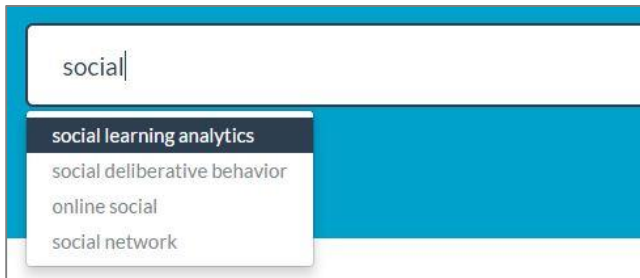 social
social learning analytics
social deliberative behavior
online social
social network